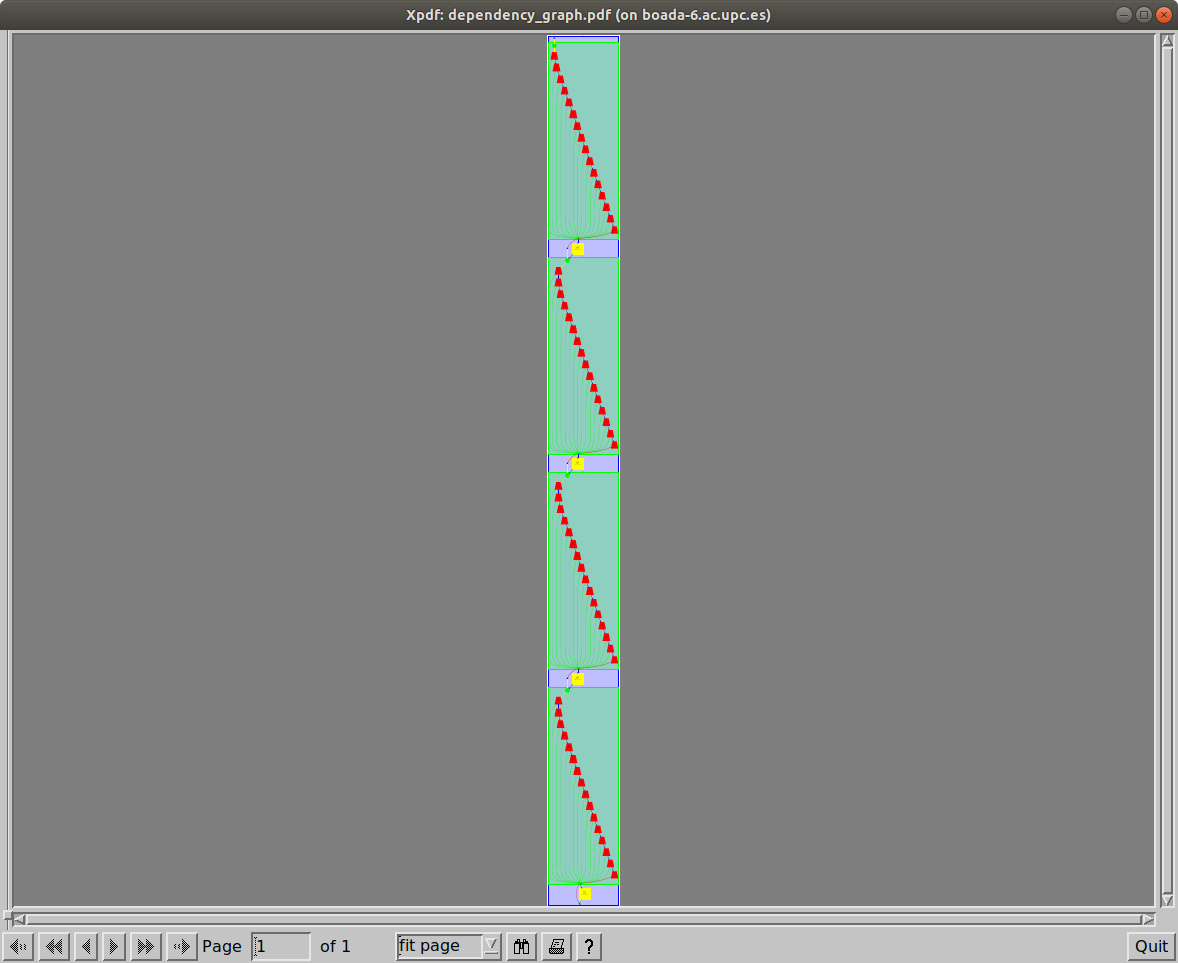 Xpdf: dependency_graph.pdf (on boada-6.ac.upc.es)
Page 1 of 1 fit page ? Quit